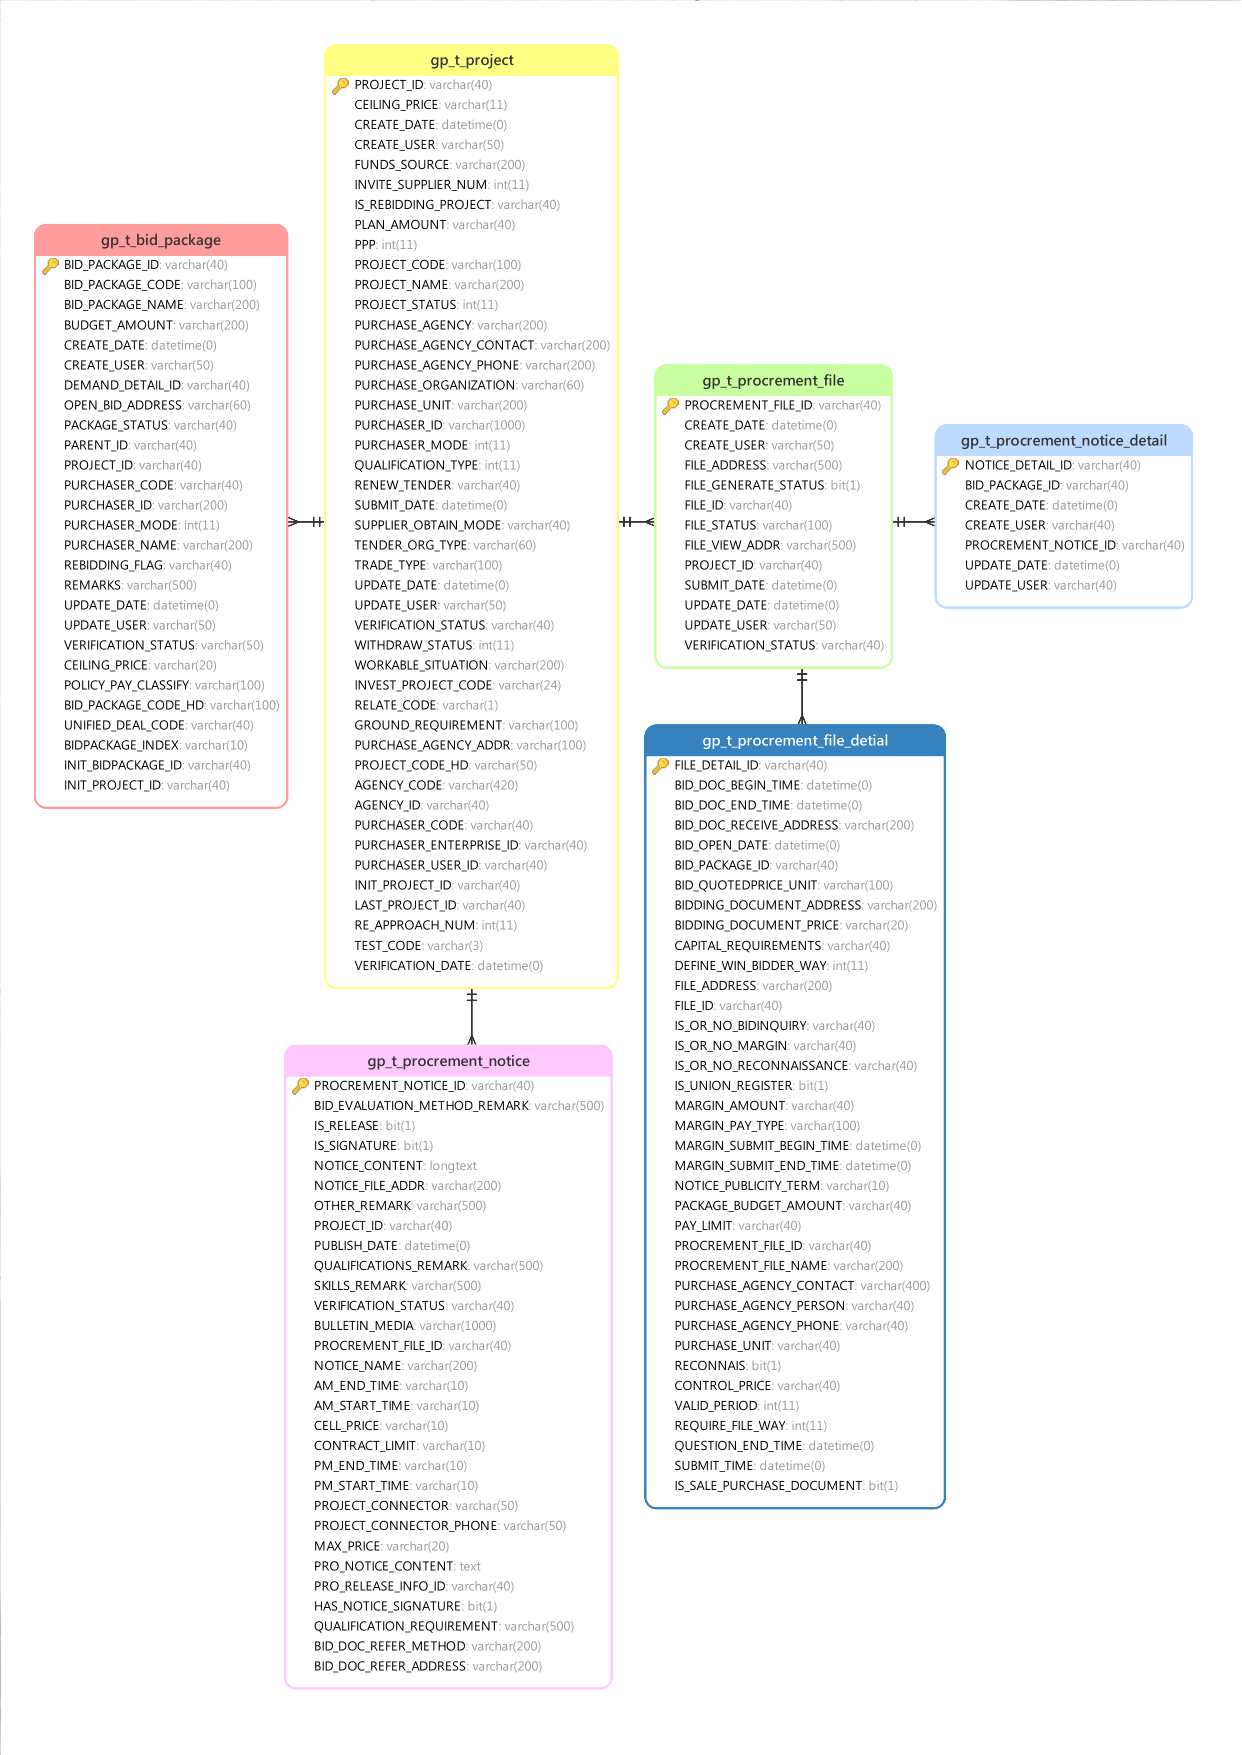 gp_t_project
PROJECT_ID: varchar(40)
CEILING_PRICE: varchar(11)
CREATE_DATE: datetime(0)
CREATE_USER: varchar(50)
FUNDS_SOURCE: varchar(200)
INVITE_SUPPLIER_NUM: int(11)
IS_REBIDDING_PROJECT: varchar(40)
PLAN_AMOUNT: varchar(40)
PPP: int(11)
PROJECT_CODE: varchar(100)
PROJECT_NAME: varchar(200)
PROJECT_STATUS: int(11)
PURCHASE_AGENCY: varchar(200)
PURCHASE_AGENCY_CONTACT: varchar(200)
PURCHASE_AGENCY_PHONE: varchar(200)
PURCHASE_ORGANIZATION: varchar(60)
PURCHASE_UNIT: varchar(200)
PURCHASER_ID: varchar(1000)
PURCHASER_MODE: int(11)
QUALIFICATION_TYPE: int(11)
RENEW_TENDER: varchar(40)
SUBMIT_DATE: datetime(0)
SUPPLIER_OBTAIN_MODE: varchar(40)
TENDER_ORG_TYPE: varchar(60)
TRADE_TYPE: varchar(100)
UPDATE_DATE: datetime(0)
UPDATE_USER: varchar(50)
VERIFICATION_STATUS: varchar(40)
WITHDRAW_STATUS: int(11)
WORKABLE_SITUATION: varchar(200)
INVEST_PROJECT_CODE: varchar(24)
RELATE_CODE: varchar(1)
GROUND_REQUIREMENT: varchar(100)
PURCHASE_AGENCY_ADDR: varchar(100)
PROJECT_CODE_HD: varchar(50)
AGENCY_CODE: varchar(420)
AGENCY_ID: varchar(40)
PURCHASER_CODE: varchar(40)
PURCHASER_ENTERPRISE_ID: varchar(40)
PURCHASER_USER_ID: varchar(40)
INIT_PROJECT_ID: varchar(40)
LAST_PROJECT_ID: varchar(40)
RE_APPROACH_NUM: int(11)
TEST_CODE: varchar(3)
VERIFICATION_DATE: datetime(0)
gp_t_bid_package
BID_PACKAGE_ID: varchar(40)
BID_PACKAGE_CODE: varchar(100)
BID_PACKAGE_NAME: varchar(200)
BUDGET_AMOUNT: varchar(200)
CREATE_DATE: datetime(0)
CREATE_USER: varchar(50)
DEMAND_DETAIL_ID: varchar(40)
OPEN_BID_ADDRESS: varchar(60)
PACKAGE_STATUS: varchar(40)
PARENT_ID: varchar(40)
PROJECT_ID: varchar(40)
PURCHASER_CODE: varchar(40)
PURCHASER_ID: varchar(200)
PURCHASER_MODE: int(11)
PURCHASER_NAME: varchar(200)
REBIDDING_FLAG: varchar(40)
REMARKS: varchar(500)
UPDATE_DATE: datetime(0)
UPDATE_USER: varchar(50)
VERIFICATION_STATUS: varchar(50)
CEILING_PRICE: varchar(20)
POLICY_PAY_CLASSIFY: varchar(100)
BID_PACKAGE_CODE_HD: varchar(100)
UNIFIED_DEAL_CODE: varchar(40)
BIDPACKAGE_INDEX: varchar(10)
INIT_BIDPACKAGE_ID: varchar(40)
INIT_PROJECT_ID: varchar(40)
gp_t_procrement_file
PROCREMENT_FILE_ID: varchar(40)
CREATE_DATE: datetime(0)
CREATE_USER: varchar(50)
FILE_ADDRESS: varchar(500)
FILE_GENERATE_STATUS: bit(1)
FILE_ID: varchar(40)
FILE_STATUS: varchar(100)
FILE_VIEW_ADDR: varchar(500)
PROJECT_ID: varchar(40)
SUBMIT_DATE: datetime(0)
UPDATE_DATE: datetime(0)
UPDATE_USER: varchar(50)
VERIFICATION_STATUS: varchar(40)
gp_t_procrement_notice_detail
NOTICE_DETAIL_ID: varchar(40)
BID_PACKAGE_ID: varchar(40)
CREATE_DATE: datetime(0)
CREATE_USER: varchar(40)
PROCREMENT_NOTICE_ID: varchar(40)
UPDATE_DATE: datetime(0)
UPDATE_USER: varchar(40)
gp_t_procrement_file_detial
FILE_DETAIL_ID: varchar(40)
BID_DOC_BEGIN_TIME: datetime(0)
BID_DOC_END_TIME: datetime(0)
BID_DOC_RECEIVE_ADDRESS: varchar(200)
BID_OPEN_DATE: datetime(0)
BID_PACKAGE_ID: varchar(40)
BID_QUOTEDPRICE_UNIT: varchar(100)
BIDDING_DOCUMENT_ADDRESS: varchar(200)
BIDDING_DOCUMENT_PRICE: varchar(20)
CAPITAL_REQUIREMENTS: varchar(40)
DEFINE_WIN_BIDDER_WAY: int(11)
FILE_ADDRESS: varchar(200)
FILE_ID: varchar(40)
IS_OR_NO_BIDINQUIRY: varchar(40)
IS_OR_NO_MARGIN: varchar(40)
IS_OR_NO_RECONNAISSANCE: varchar(40)
IS_UNION_REGISTER: bit(1)
MARGIN_AMOUNT: varchar(40)
MARGIN_PAY_TYPE: varchar(100)
MARGIN_SUBMIT_BEGIN_TIME: datetime(0)
MARGIN_SUBMIT_END_TIME: datetime(0)
NOTICE_PUBLICITY_TERM: varchar(10)
PACKAGE_BUDGET_AMOUNT: varchar(40)
PAY_LIMIT: varchar(40)
PROCREMENT_FILE_ID: varchar(40)
PROCREMENT_FILE_NAME: varchar(200)
PURCHASE_AGENCY_CONTACT: varchar(400)
PURCHASE_AGENCY_PERSON: varchar(40)
PURCHASE_AGENCY_PHONE: varchar(40)
PURCHASE_UNIT: varchar(40)
RECONNAIS: bit(1)
CONTROL_PRICE: varchar(40)
VALID_PERIOD: int(11)
REQUIRE_FILE_WAY: int(11)
QUESTION_END_TIME: datetime(0)
SUBMIT_TIME: datetime(0)
IS_SALE_PURCHASE_DOCUMENT: bit(1)
gp_t_procrement_notice
PROCREMENT_NOTICE_ID: varchar(40)
BID_EVALUATION_METHOD_REMARK: varchar(500)
IS_RELEASE: bit(1)
IS_SIGNATURE: bit(1)
NOTICE_CONTENT: longtext
NOTICE_FILE_ADDR: varchar(200)
OTHER_REMARK: varchar(500)
PROJECT_ID: varchar(40)
PUBLISH_DATE: datetime(0)
QUALIFICATIONS_REMARK: varchar(500)
SKILLS_REMARK: varchar(500)
VERIFICATION_STATUS: varchar(40)
BULLETIN_MEDIA: varchar(1000)
PROCREMENT_FILE_ID: varchar(40)
NOTICE_NAME: varchar(200)
AM_END_TIME: varchar(10)
AM_START_TIME: varchar(10)
CELL_PRICE: varchar(10)
CONTRACT_LIMIT: varchar(10)
PM_END_TIME: varchar(10)
PM_START_TIME: varchar(10)
PROJECT_CONNECTOR: varchar(50)
PROJECT_CONNECTOR_PHONE: varchar(50)
MAX_PRICE: varchar(20)
PRO_NOTICE_CONTENT: text
PRO_RELEASE_INFO_ID: varchar(40)
HAS_NOTICE_SIGNATURE: bit(1)
QUALIFICATION_REQUIREMENT: varchar(500)
BID_DOC_REFER_METHOD: varchar(200)
BID_DOC_REFER_ADDRESS: varchar(200)